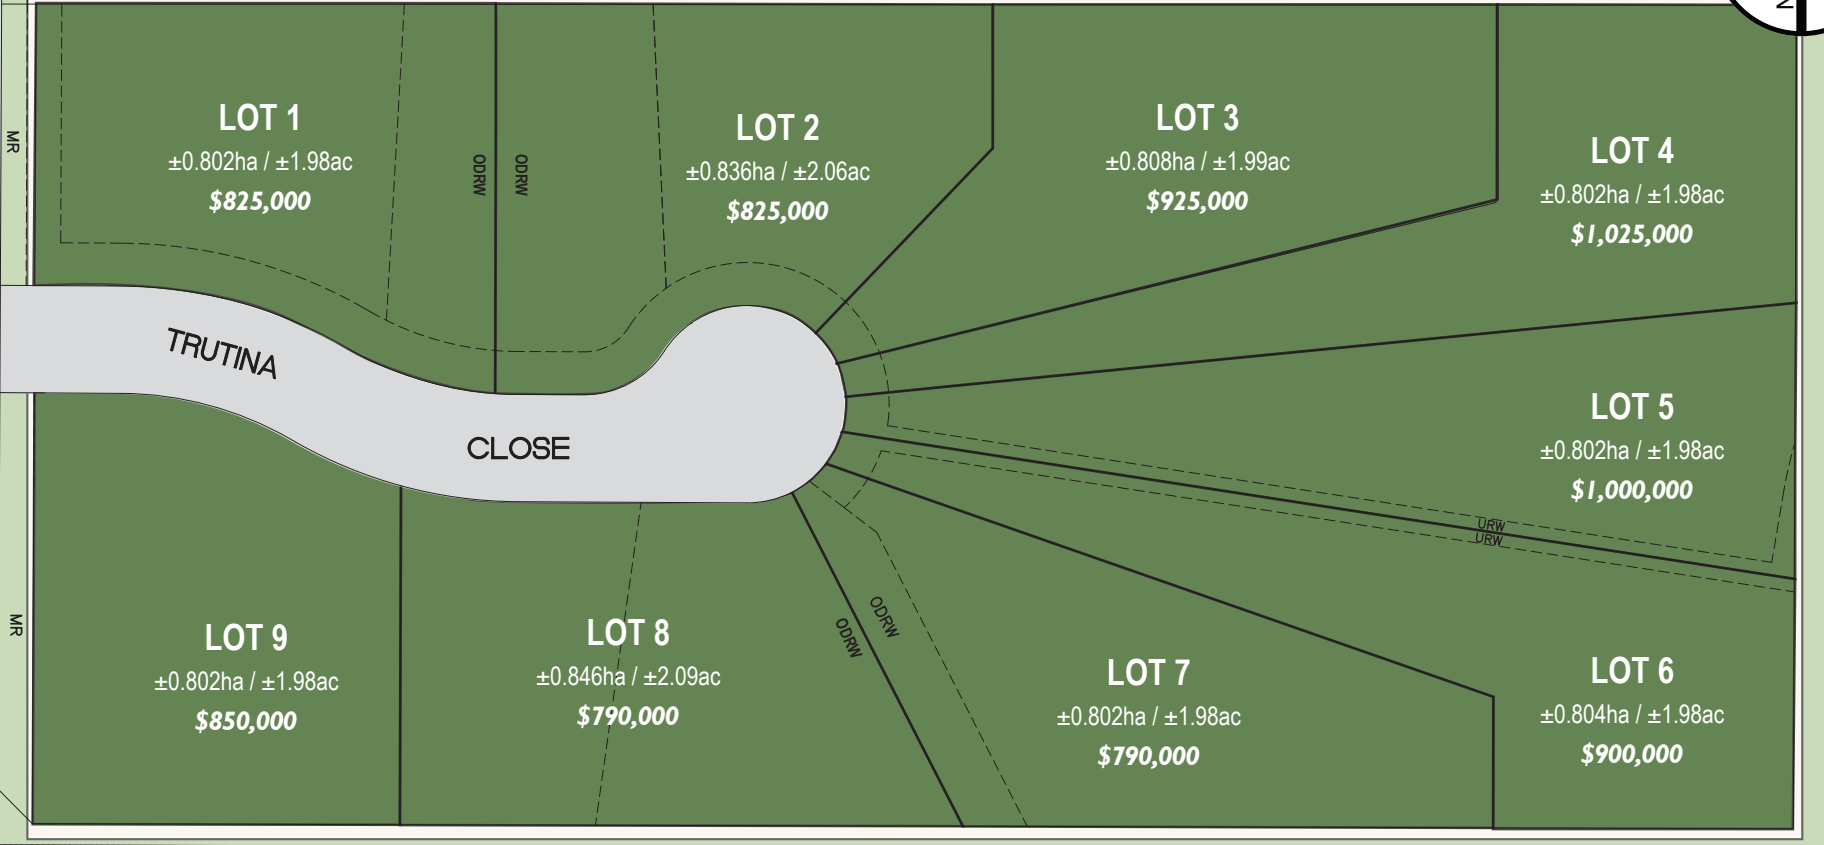 N
LOT 1
±0.802ha / ±1.98ac
$825,000
LOT 2
±0.836ha / ±2.06ac
$825,000
LOT 3
±0.808ha / ±1.99ac
$925,000
LOT 4
±0.802ha / ±1.98ac
$1,025,000
MR
ODRW
ODRW
TRUTINA
CLOSE
LOT 5
±0.802ha / ±1.98ac
$1,000,000
URW
URW
MR
ODRW
ODRW
LOT 9
±0.802ha / ±1.98ac
$850,000
LOT 8
±0.846ha / ±2.09ac
$790,000
LOT 7
±0.802ha / ±1.98ac
$790,000
LOT 6
±0.804ha / ±1.98ac
$900,000